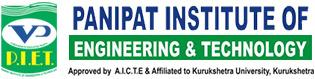 VP
P.I.E.T.
PANIPAT INSTITUTE OF
ENGINEERING & TECHNOLOGY
Approved by A.I.C.T.E & Affiliated to Kurukshetra University, Kurukshetra